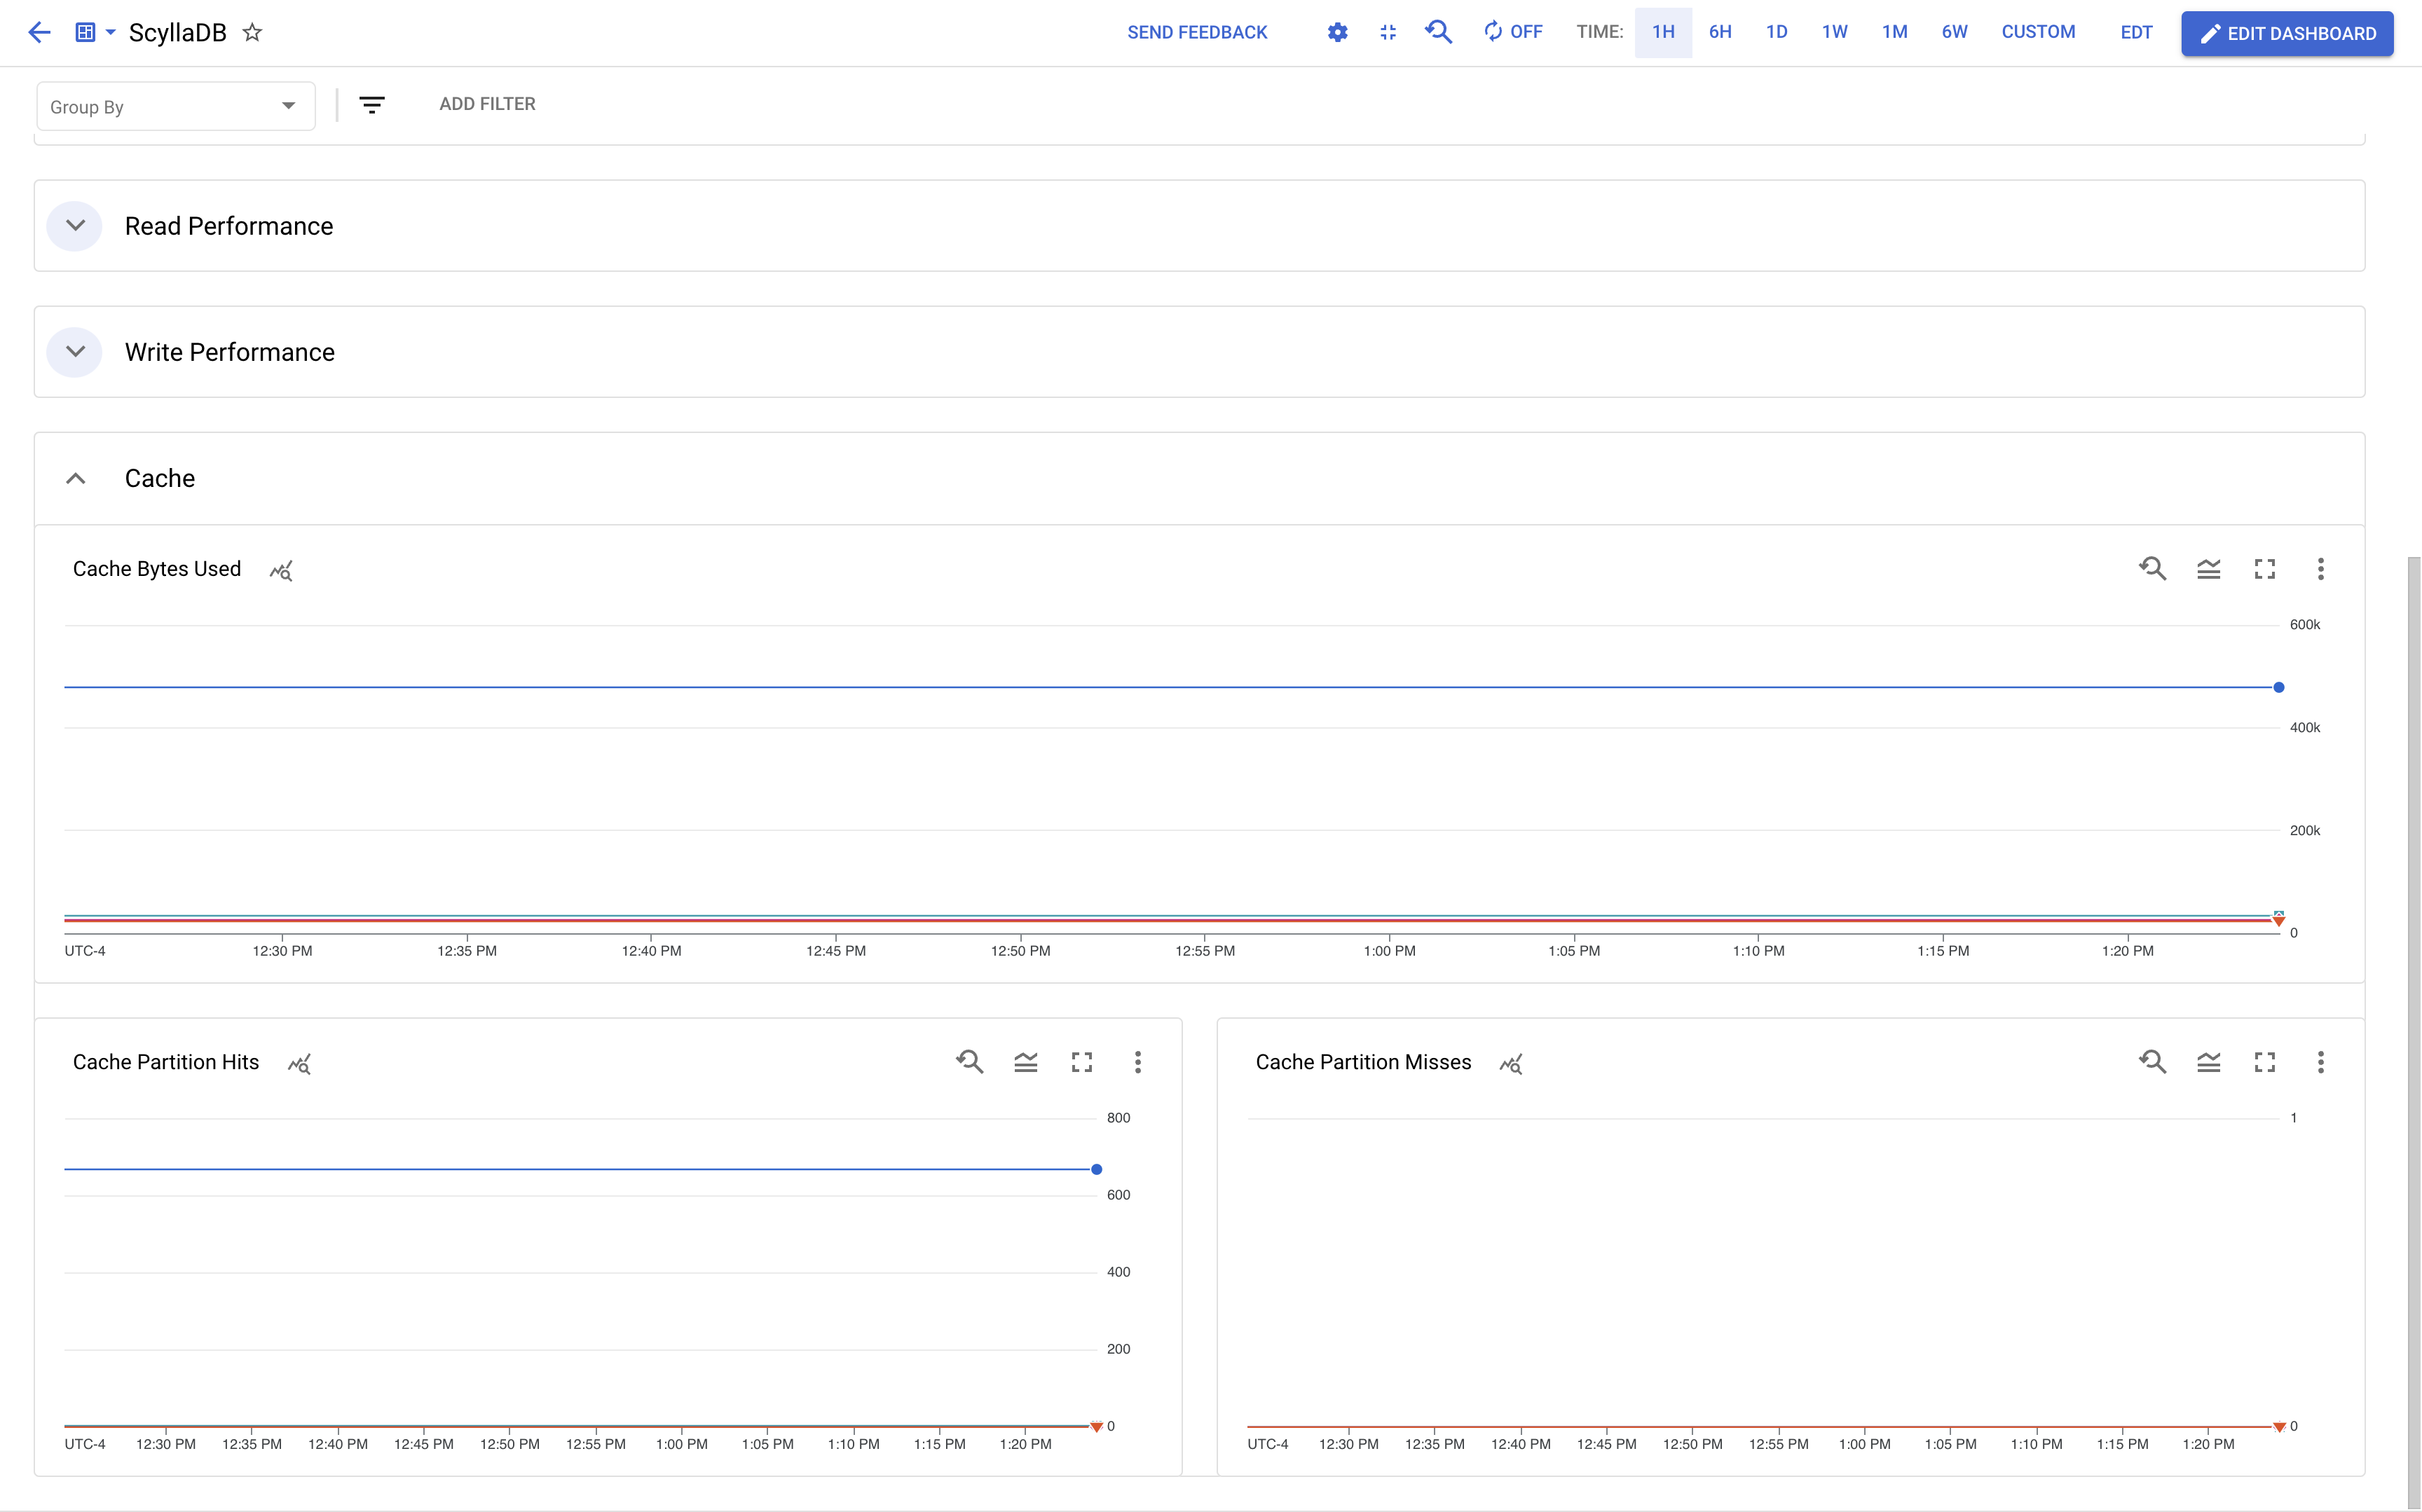 ScyllaDB
SEND FEEDBACK
OFF
TIME:
1H
6H
1D
1W
1M
6W
CUSTOM
EDT
EDIT DASHBOARD
Group By
ADD FILTER
Read Performance
Write Performance
Cache
Cache Bytes Used
600k
400k
200k
0
UTC-4 12:30 PM 12:35 PM 12:40 PM 12:45 PM 12:50 PM 12:55 PM 1:00 PM 1:05 PM 1:10 PM 1:15 PM 1:20 PM
Cache Partition Hits
800
600
400
200
0
UTC-4 12:30 PM 12:35 PM 12:40 PM 12:45 PM 12:50 PM 12:55 PM 1:00 PM 1:05 PM 1:10 PM 1:15 PM 1:20 PM
Cache Partition Misses
1
0
UTC-4 12:30 PM 12:35 PM 12:40 PM 12:45 PM 12:50 PM 12:55 PM 1:00 PM 1:05 PM 1:10 PM 1:15 PM 1:20 PM